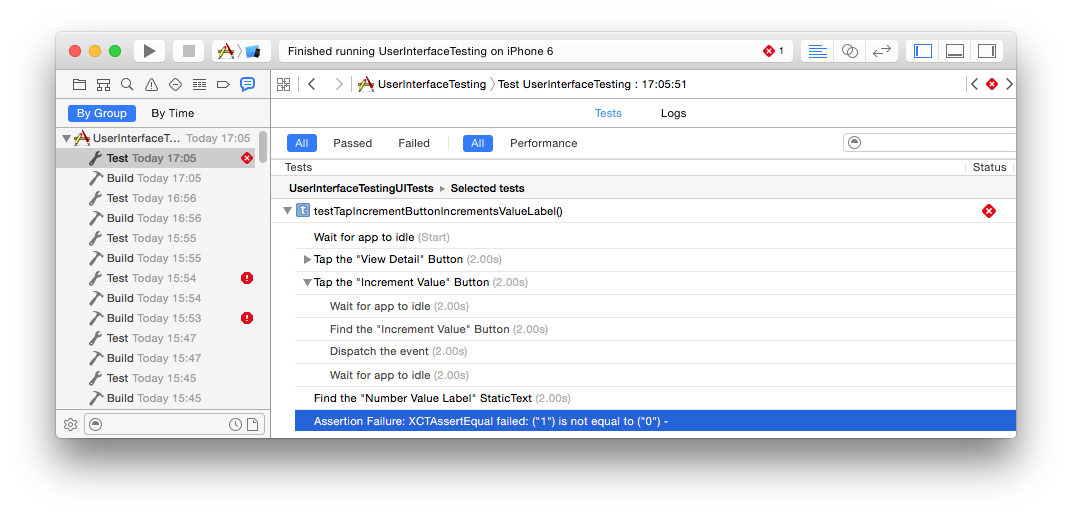 Finished running UserInterfaceTesting on iPhone 6
1
UserInterfaceTesting
Test UserInterfaceTesting : 17:05:51
By Group
By Time
Tests
Logs
UserInterfaceT... Today 17:05
Test Today 17:05
Build Today 17:05
Test Today 16:56
Build Today 16:56
Test Today 15:55
Build Today 15:55
Test Today 15:54
Build Today 15:54
Build Today 15:53
Test Today 15:47
Build Today 15:47
Test Today 15:45
Build Today 15:45
All
Passed
Failed
All
Performance
Tests
Status
UserInterfaceTestingUITests
Selected tests
t
testTapIncrementButtonIncrementsValueLabel()
Wait for app to idle (Start)
Tap the "View Detail" Button (2.00s)
Tap the "Increment Value" Button (2.00s)
Wait for app to idle (2.00s)
Find the "Increment Value" Button (2.00s)
Dispatch the event (2.00s)
Wait for app to idle (2.00s)
Find the "Number Value Label" StaticText (2.00s)
Assertion Failure: XCTAssertEqual failed: ("1") is not equal to ("0") -